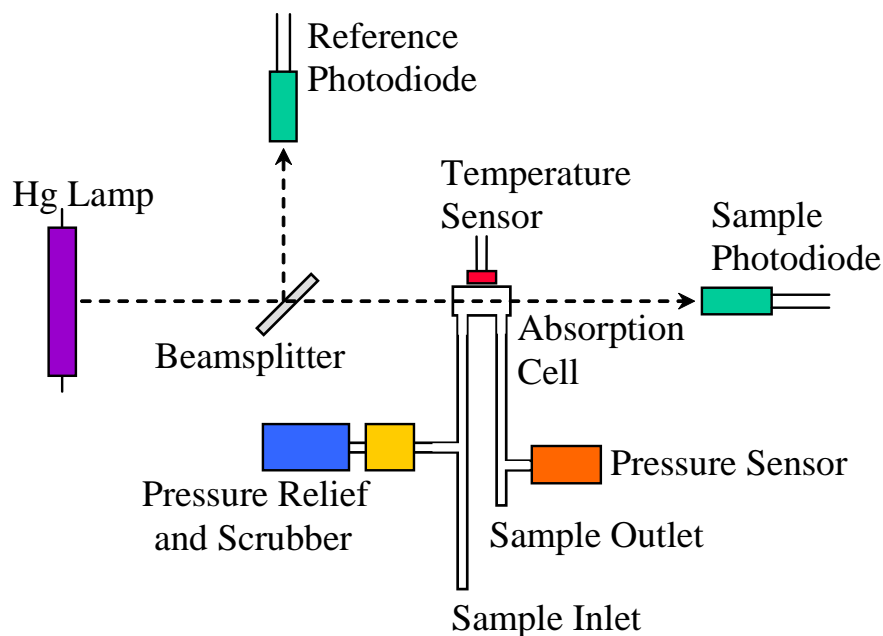 Reference
Photodiode
Hg Lamp
Temperature
Sensor
Sample
Photodiode
Beamsplitter
Absorption
Cell
Pressure Relief
and Scrubber
Pressure Sensor
Sample Outlet
Sample Inlet